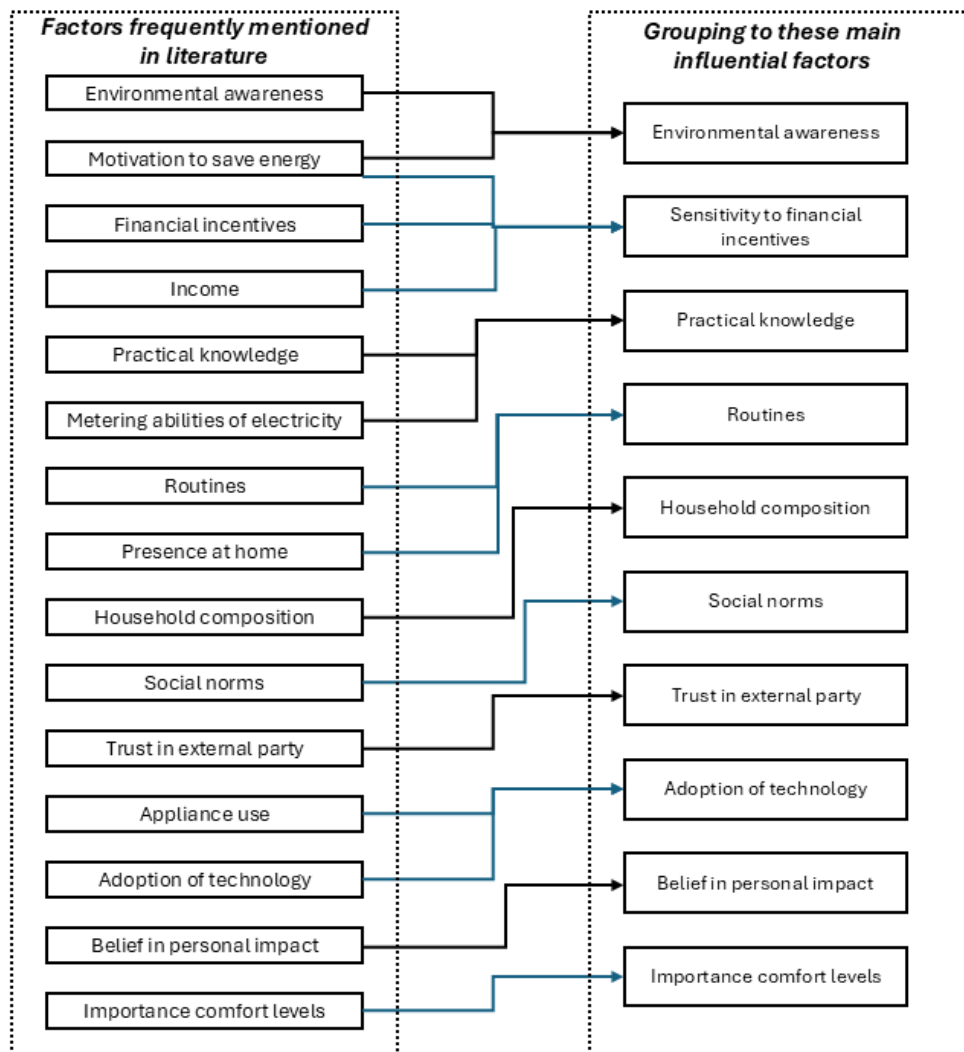 Factors frequently mentioned
in literature
Environmental awareness
Motivation to save energy
Financial incentives
Income
Practical knowledge
Metering abilities of electricity
Routines
Presence at home
Household composition
Social norms
Trust in external party
Appliance use
Adoption of technology
Belief in personal impact
Importance comfort levels
Grouping to these main
influential factors
Environmental awareness
Sensitivity to financial
incentives
Practical knowledge
Routines
Household composition
Social norms
Trust in external party
Adoption of technology
Belief in personal impact
Importance comfort levels